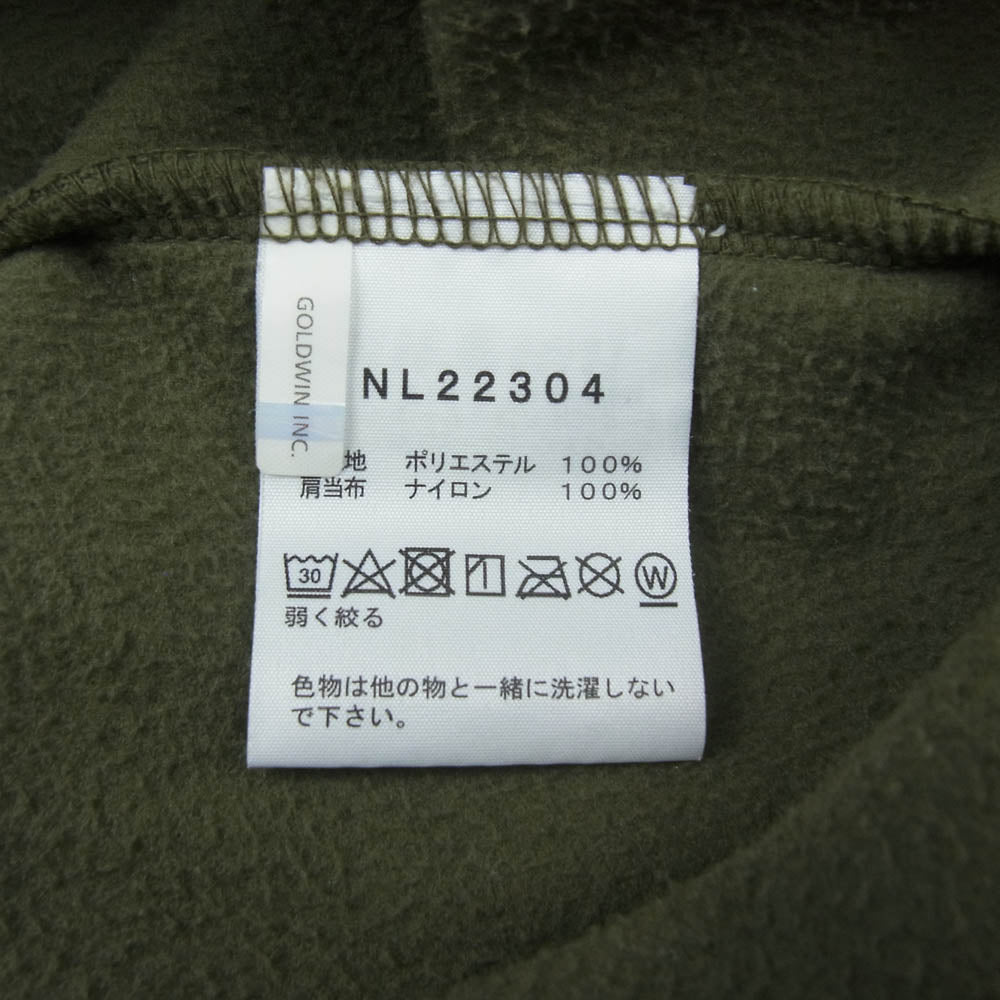 GOLDWIN INC.
NL22304
地 ポリエステル 100%
肩当布 ナイロン 100%
30 W
弱く絞る
色物は他の物と一緒に洗濯しない
で下さい。